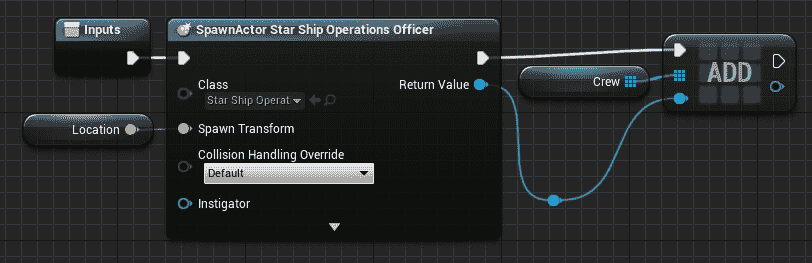 Inputs
SpawnActor Star Ship Operations Officer
Class
Star Ship Operat
Return Value
Crew
ADD
Location
Spawn Transform
Collision Handling Override
Default
Instigator